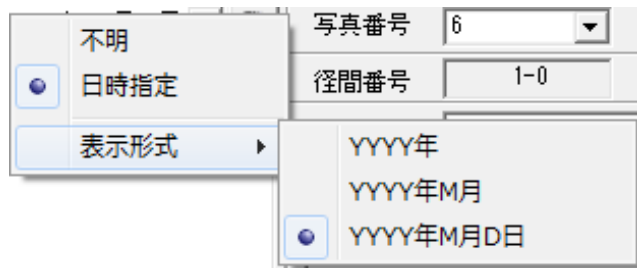 写真番号 6
不明
日時指定
径間番号 1-0
表示形式
YYYY年
YYYY年M月
YYYY年M月D日